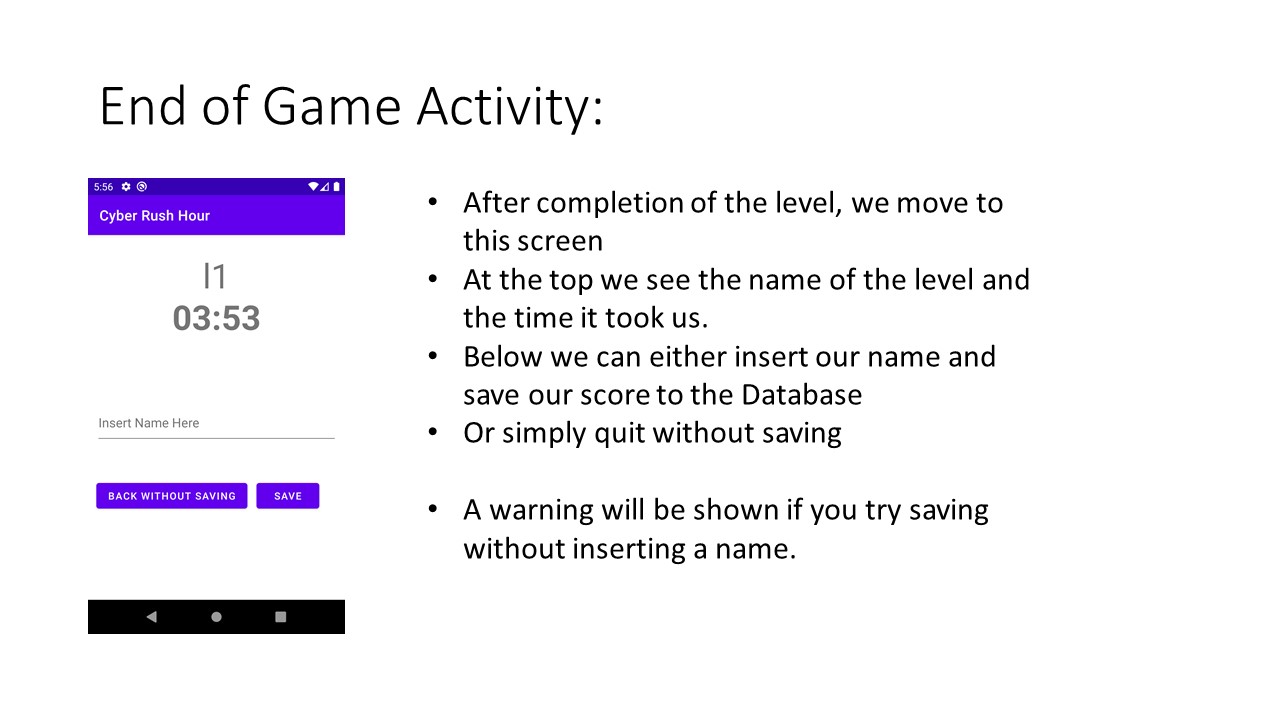 End of Game Activity:
5:56
Cyber Rush Hour
l1
03:53
Insert Name Here
BACK WITHOUT SAVING
SAVE
• After completion of the level, we move to
this screen
• At the top we see the name of the level and
the time it took us.
• Below we can either insert our name and
save our score to the Database
• Or simply quit without saving
• A warning will be shown if you try saving
without inserting a name.